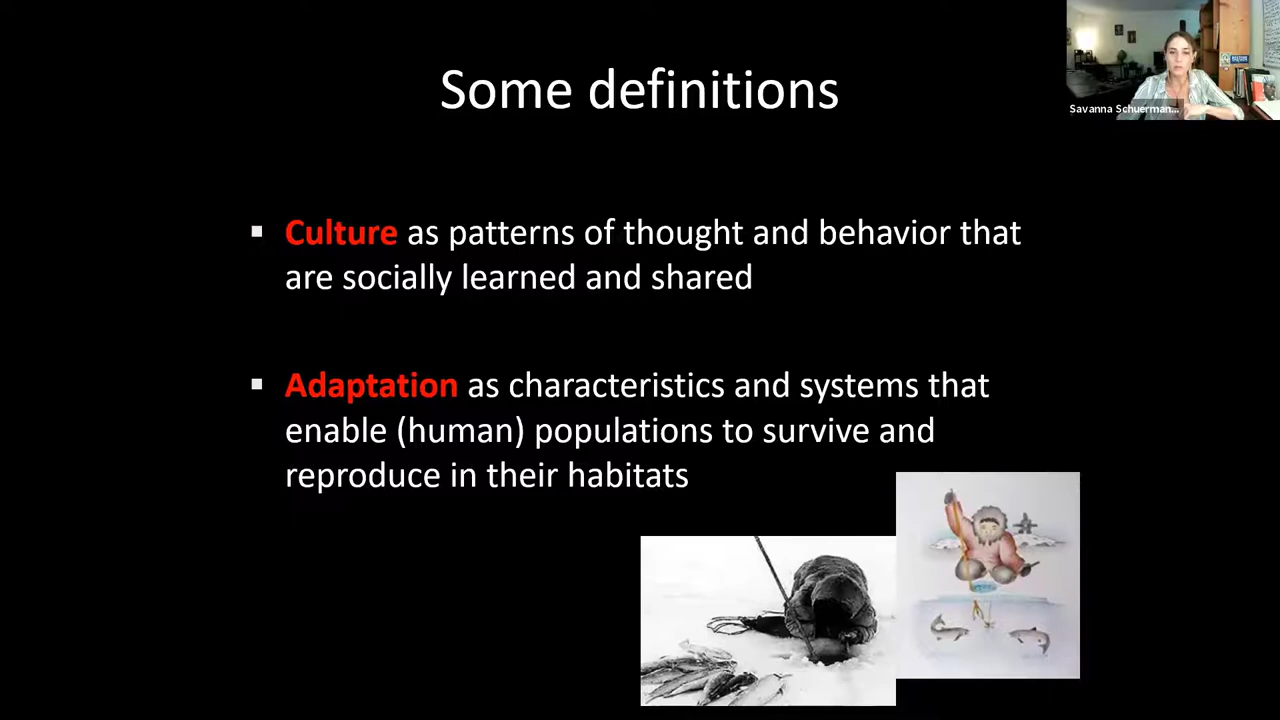 Some definitions
Savanna Schuerman...
▪ Culture as patterns of thought and behavior that
are socially learned and shared
▪ Adaptation as characteristics and systems that
enable (human) populations to survive and
reproduce in their habitats